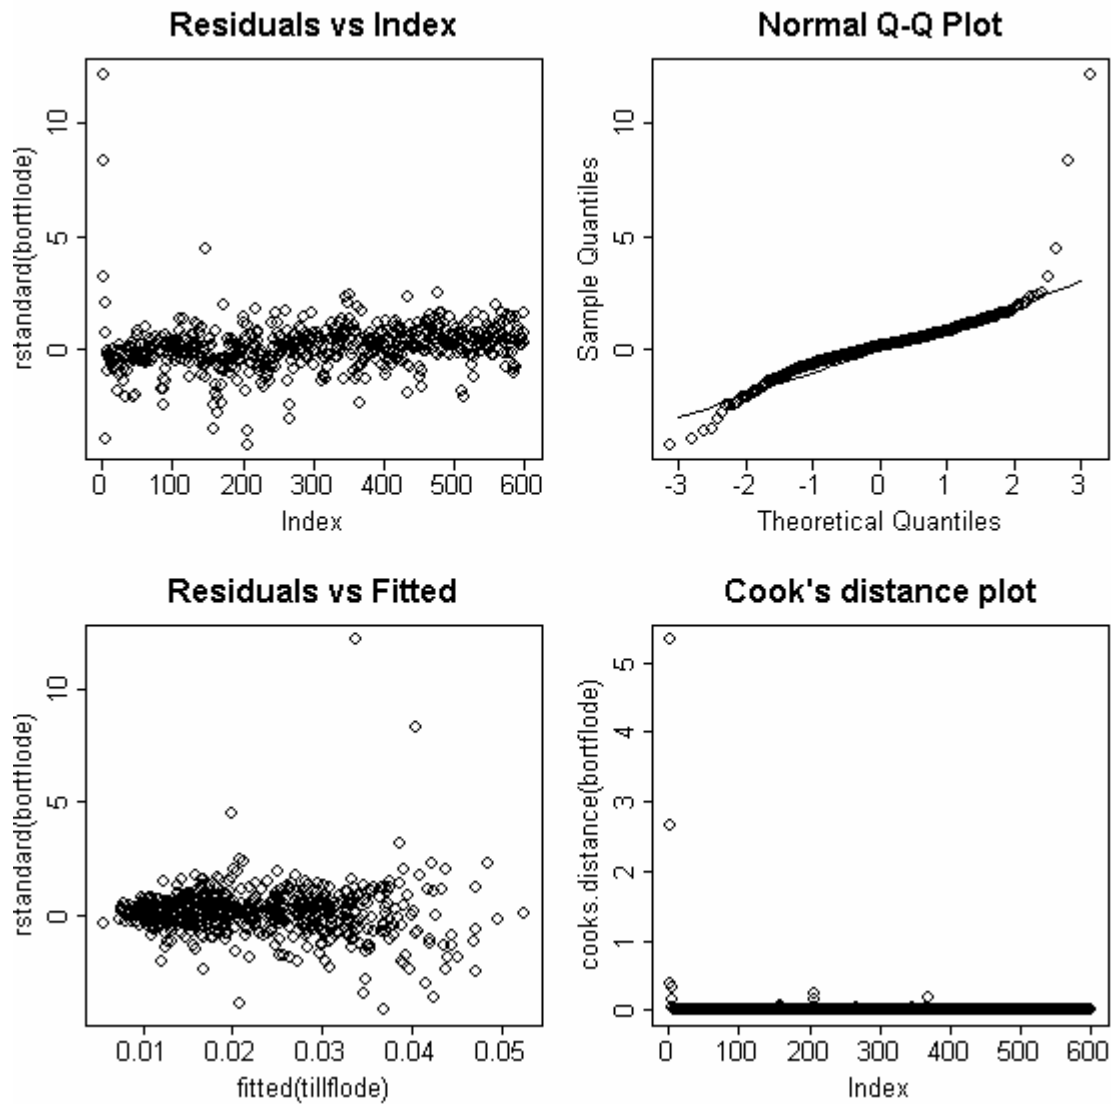 Residuals vs Index
rstandard(bortflode)
10
5
0
0 100 200 300 400 500 600
Index
Normal Q-Q Plot
Sample Quantiles
10
5
0
-3 -2 -1 0 1 2 3
Theoretical Quantiles
Residuals vs Fitted
rstandard(bortflode)
10
5
0
0.01 0.02 0.03 0.04 0.05
fitted(tillflode)
Cook's distance plot
cooks.distance(bortflode)
5
4
3
2
1
0
0 100 200 300 400 500 600
Index